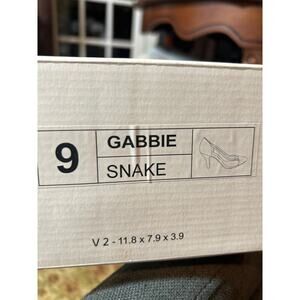 9
GABBIE
SNAKE
V 2 - 11.8 x 7.9 x 3.9